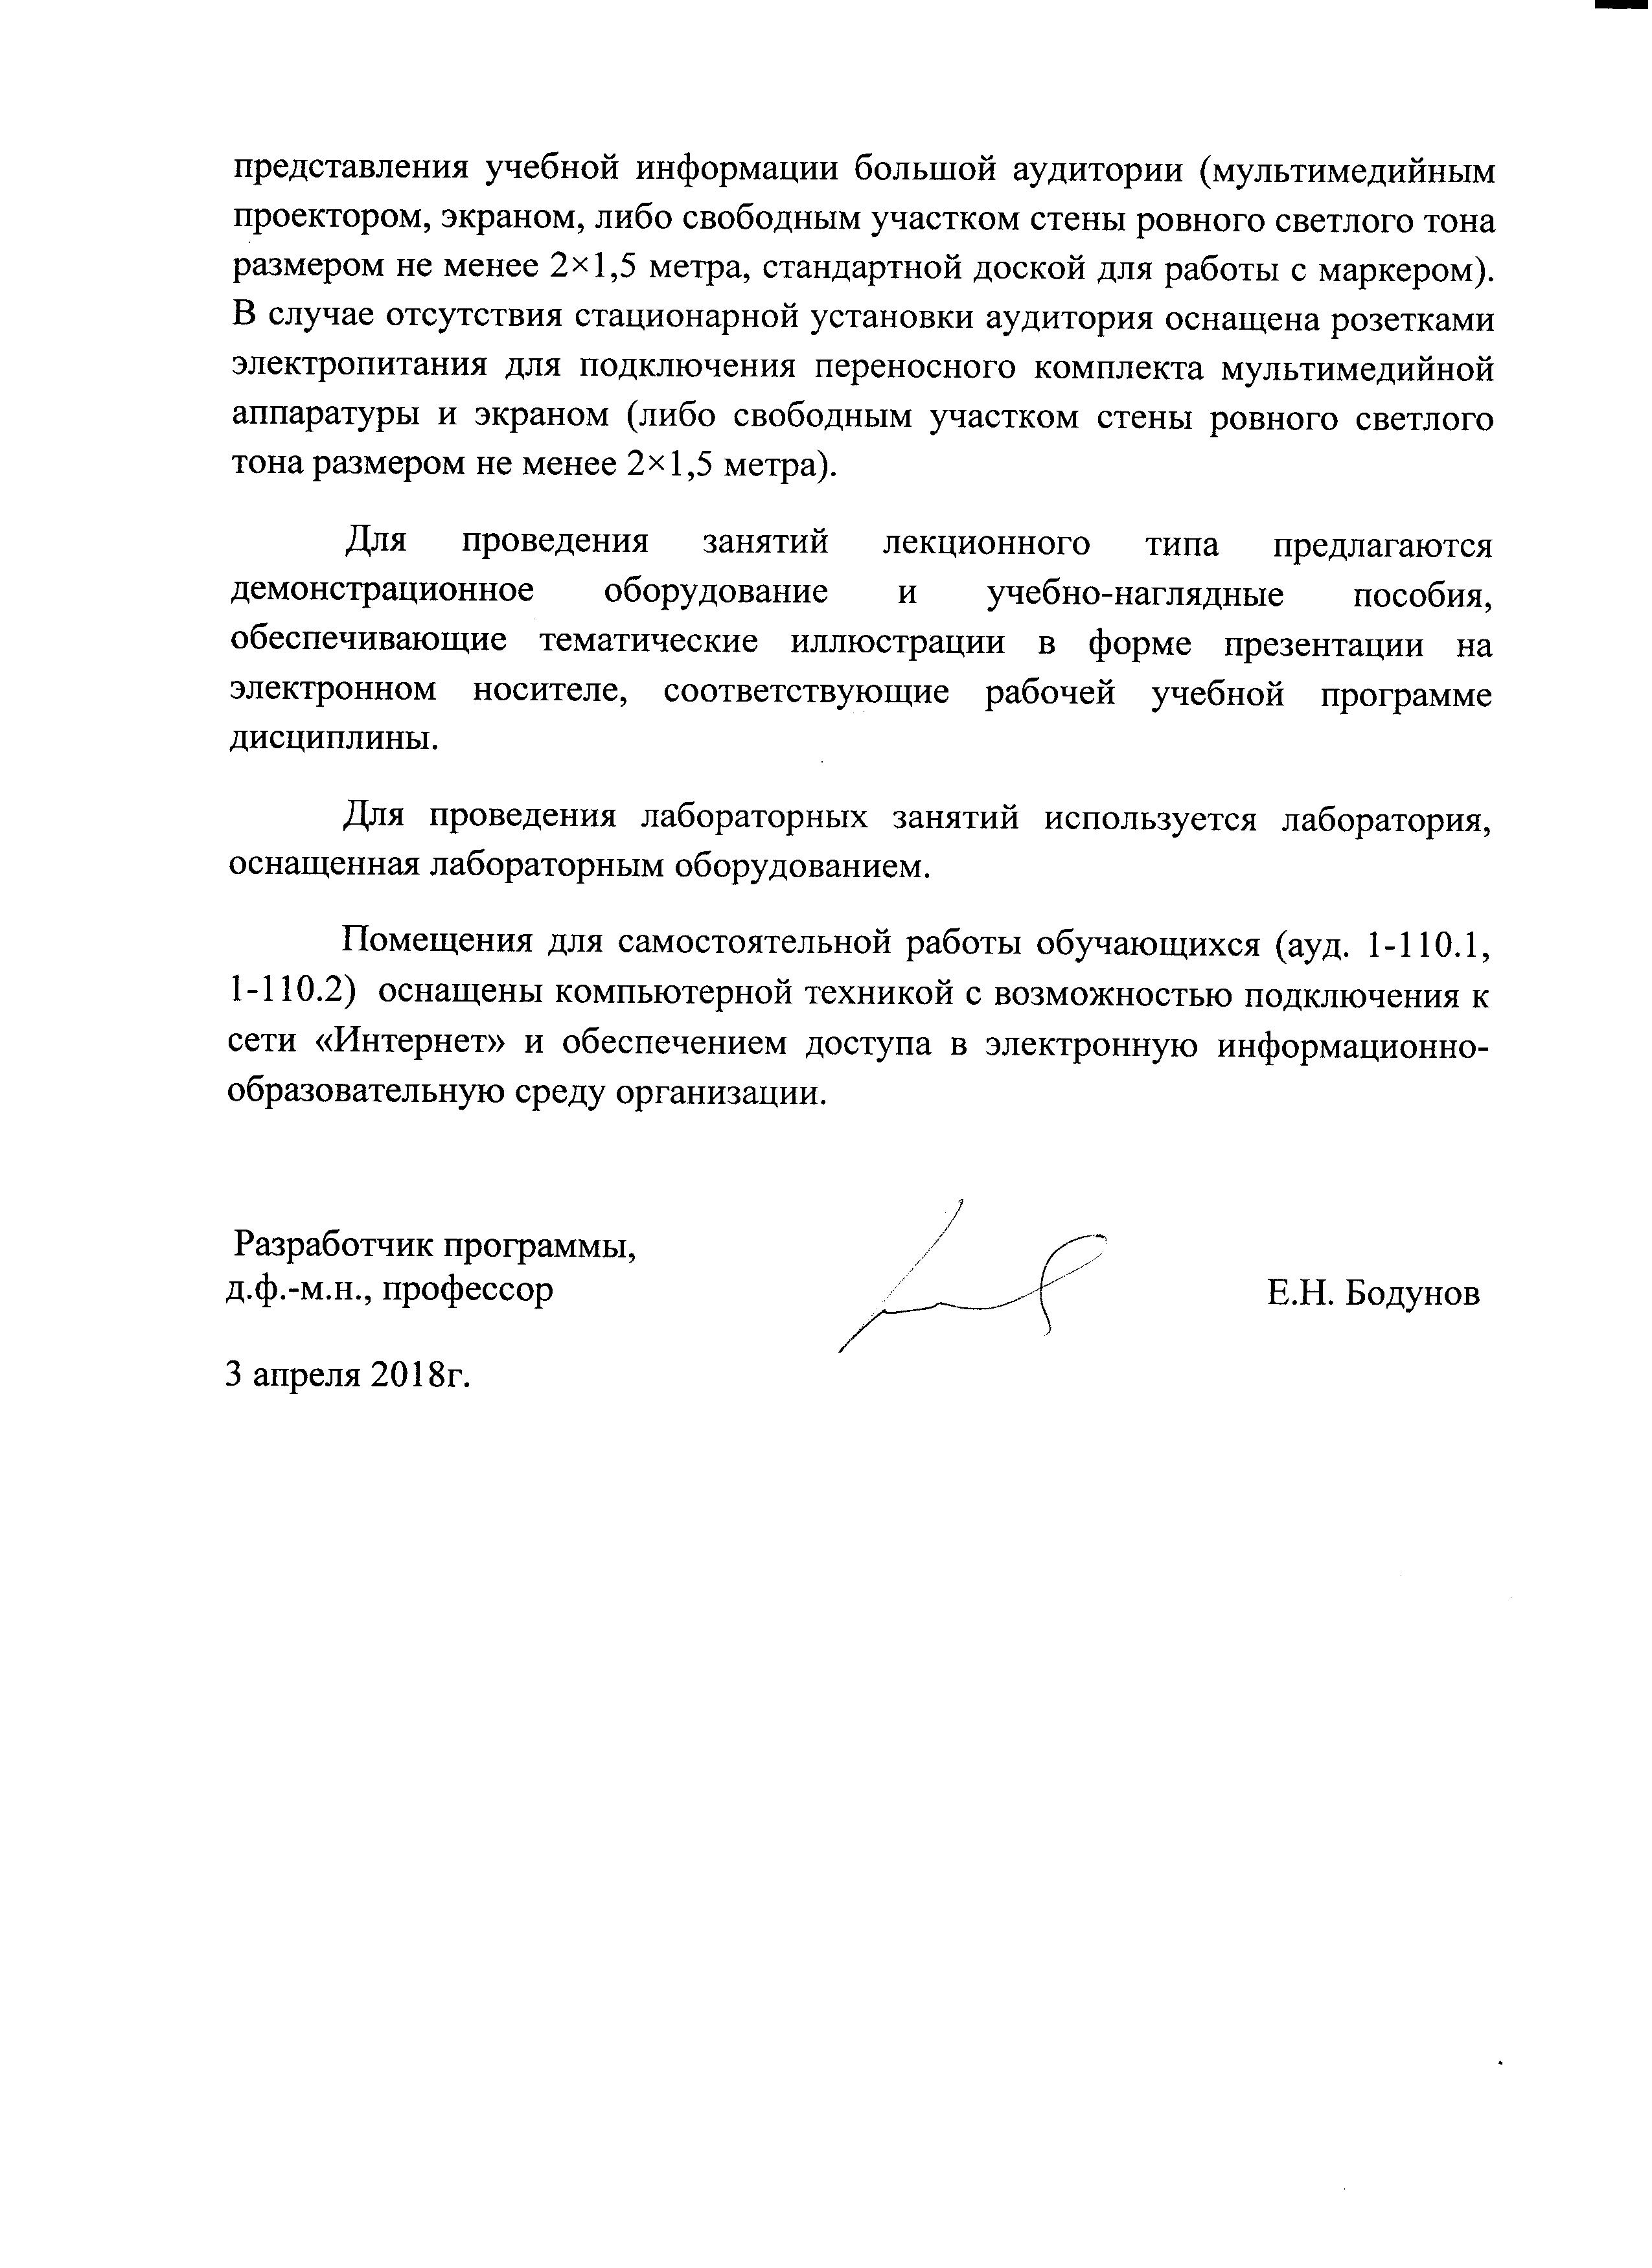 представления учебной информации большой аудитории (мультимедийным
проектором, экраном, либо свободным участком стены ровного светлого тона
размером не менее 2×1,5 метра, стандартной доской для работы с маркером).
В случае отсутствия стационарной установки аудитория оснащена розетками
электропитания для подключения переносного комплекта мультимедийной
аппаратуры и экраном (либо свободным участком стены ровного светлого
тона размером не менее 2×1,5 метра).
Для проведения занятий лекционного типа предлагаются
демонстрационное оборудование и учебно-наглядные пособия,
обеспечивающие тематические иллюстрации в форме презентации на
электронном носителе, соответствующие рабочей учебной программе
дисциплины.
Для проведения лабораторных занятий используется лаборатория,
оснащенная лабораторным оборудованием.
Помещения для самостоятельной работы обучающихся (ауд. 1-110.1,
1-110.2) оснащены компьютерной техникой с возможностью подключения к
сети «Интернет» и обеспечением доступа в электронную информационно-
образовательную среду организации.
Разработчик программы,
д.ф.-м.н., профессор Е.Н. Бодунов
3 апреля 2018г.